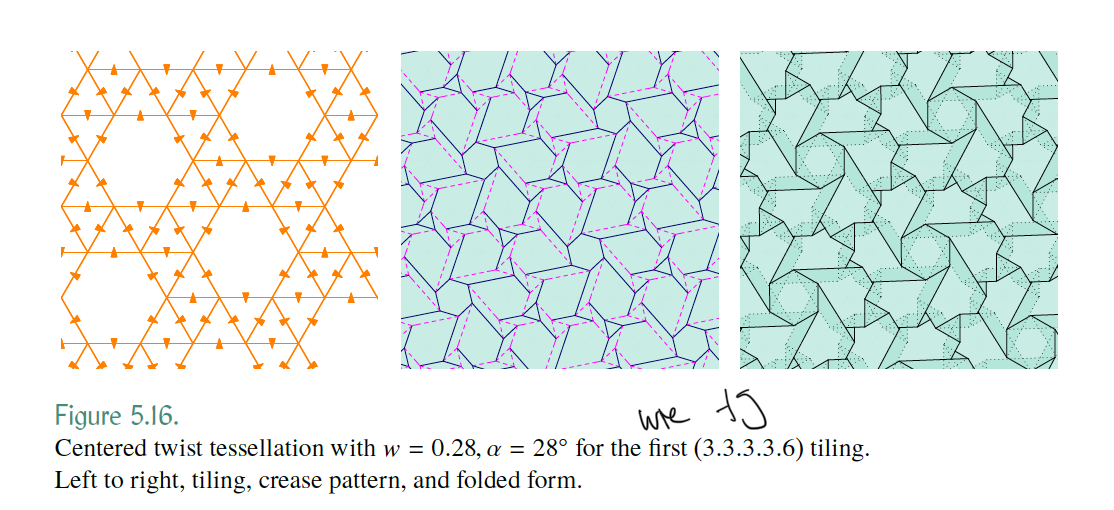 Figure 5.16.
Centered twist tessellation with w = 0.28, α = 28° for the first (3.3.3.3.6) tiling.
Left to right, tiling, crease pattern, and folded form.